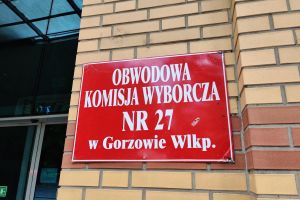 OBWODOWA
KOMISJA WYBORCZA
NR 27
w Gorzowie Wlkp.